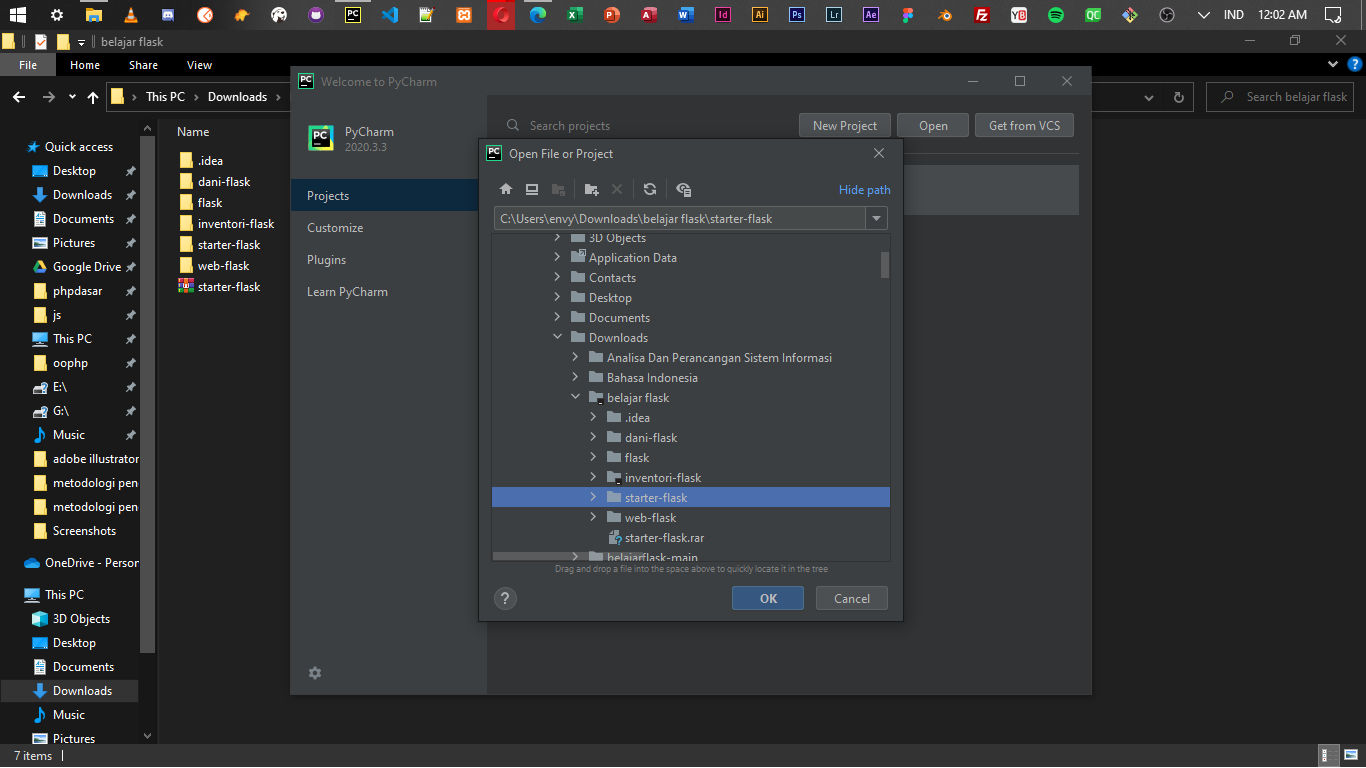 IND
12:02 AM
belajar flask
File
Home
Share
View
This PC
Downloads
Search belajar flask
Quick access
Desktop
Downloads
Documents
Pictures
Google Drive
phpdasar
js
This PC
oophp
E:\
G:\
Music
adobe illustrator
metodologi pen
metodologi pen
Screenshots
OneDrive - Person
This PC
3D Objects
Desktop
Documents
Downloads
Music
Pictures
Name
.idea
dani-flask
flask
inventori-flask
starter-flask
web-flask
starter-flask
7 items
Welcome to PyCharm
PyCharm
2020.3.3
Projects
Customize
Plugins
Learn PyCharm
Search projects
New Project
Open
Get from VCS
Open File or Project
Hide path
C:\Users\envy\Downloads\belajar flask\starter-flask
3D Objects
Application Data
Contacts
Desktop
Documents
Downloads
Analisa Dan Perancangan Sistem Informasi
Bahasa Indonesia
belajar flask
.idea
dani-flask
flask
inventori-flask
starter-flask
web-flask
starter-flask.rar
belajarflask-main
Drag and drop a file into the space above to quickly locate it in the tree
?
OK
Cancel